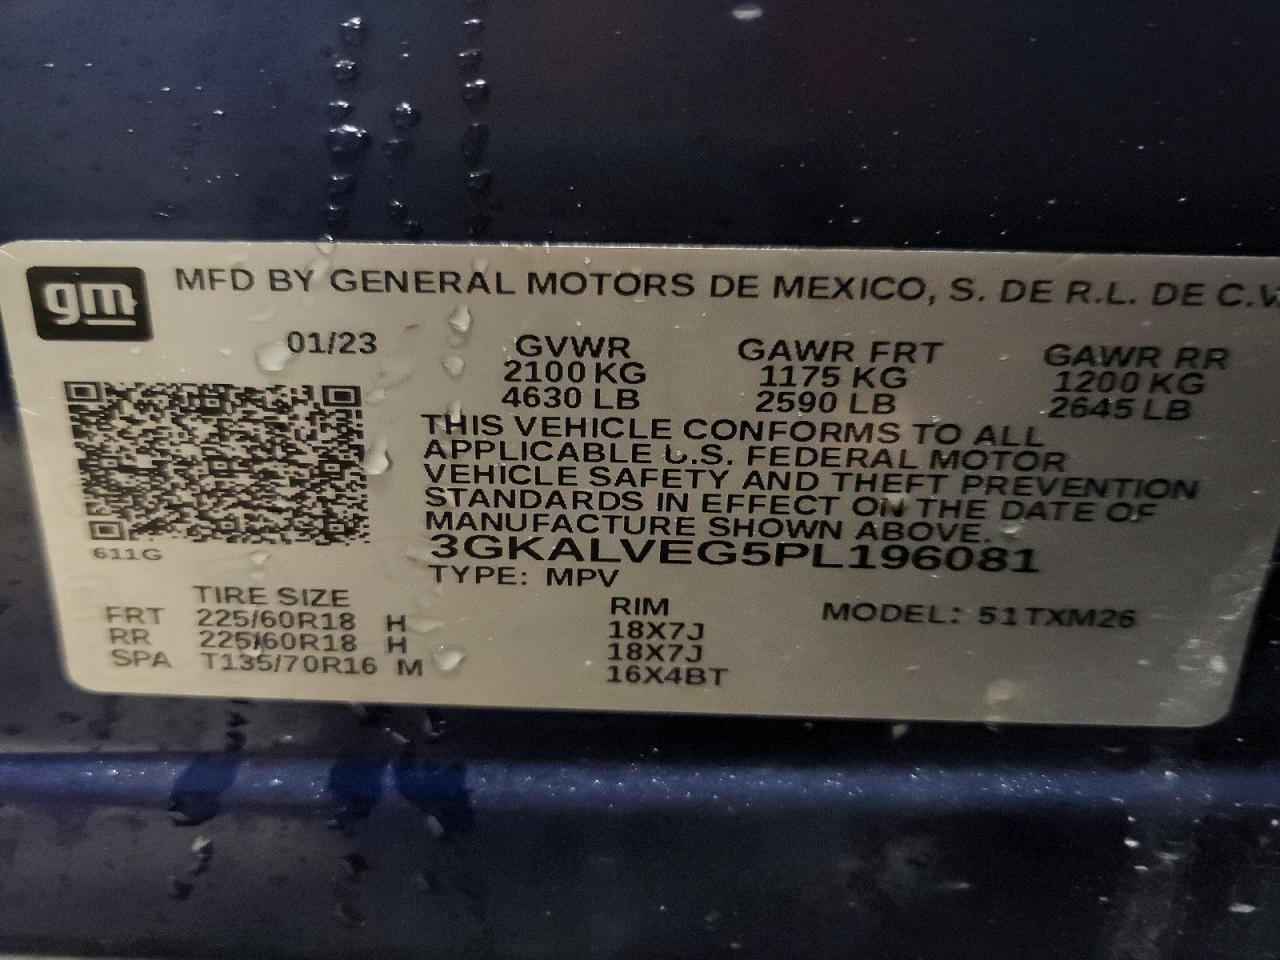 gm
MFD BY GENERAL MOTORS DE MEXICO, S. DE R.L. DE C.V
01/23
GVWR GAWR FRT GAWR RR
2100 KG 1175 KG 1200 KG
4630 LB 2590 LB 2645 LB
THIS VEHICLE CONFORMS TO ALL
APPLICABLE U.S. FEDERAL MOTOR
VEHICLE SAFETY AND THEFT PREVENTION
STANDARDS IN EFFECT ON THE DATE OF
MANUFACTURE SHOWN ABOVE.
611G
3GKALVEG5PL196081
TYPE: MPV
TIRE SIZE RIM MODEL: 51TXM26
FRT 225/60R18 H 18X7J
RR 225/60R18 H 18X7J
SPA T135/70R16 M 16X4BT